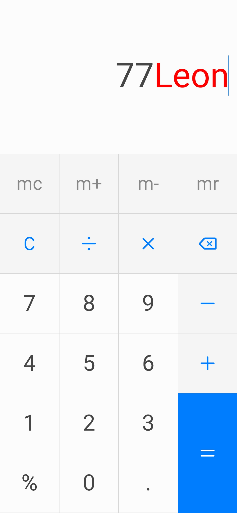 77Leon
mc m+ m- mr
C ÷ ×
7 8 9 −
4 5 6 +
1 2 3 =
% 0 .